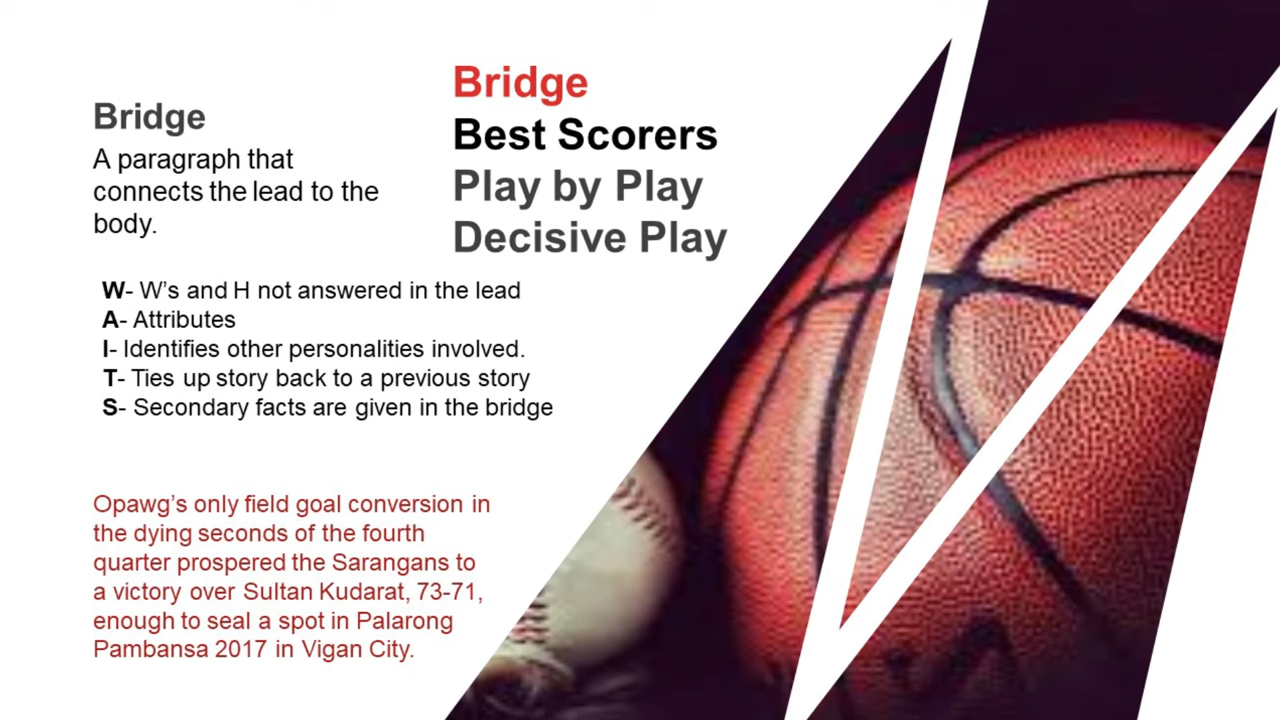 Bridge
A paragraph that
connects the lead to the
body.
Bridge
Best Scorers
Play by Play
Decisive Play
W- W’s and H not answered in the lead
A- Attributes
I- Identifies other personalities involved.
T- Ties up story back to a previous story
S- Secondary facts are given in the bridge
Opawg’s only field goal conversion in
the dying seconds of the fourth
quarter prospered the Sarangans to
a victory over Sultan Kudarat, 73-71,
enough to seal a spot in Palarong
Pambansa 2017 in Vigan City.